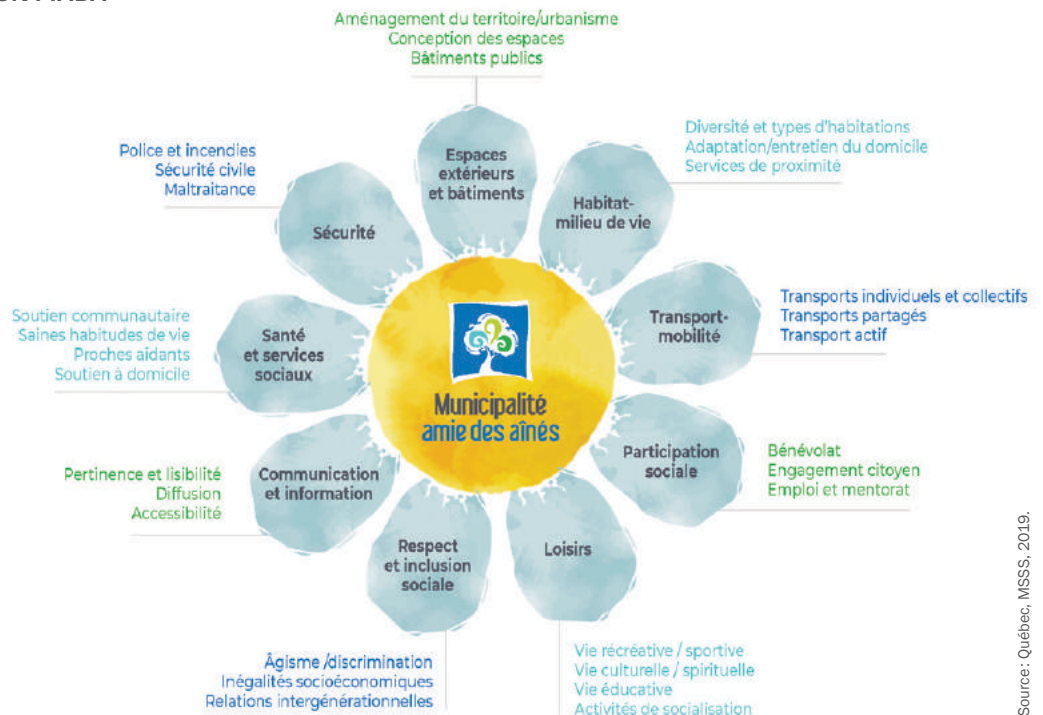 Aménagement du territoire/urbanisme
Conception des espaces
Bâtiments publics
Espaces
extérieurs
et bâtiments
Diversité et types d'habitations
Adaptation/entretien du domicile
Services de proximité
Habitat-
milieu de vie
Transports individuels et collectifs
Transports partagés
Transport actif
Transport-
mobilité
Bénévolat
Engagement citoyen
Emploi et mentorat
Participation
sociale
Loisirs
Vie récréative / sportive
Vie culturelle / spirituelle
Vie éducative
Activités de socialisation
Respect
et inclusion
sociale
Âgisme /discrimination
Inégalités socioéconomiques
Relations intergénérationnelles
Communication
et information
Pertinence et lisibilité
Diffusion
Accessibilité
Santé
et services
sociaux
Soutien communautaire
Saines habitudes de vie
Proches aidants
Soutien à domicile
Sécurité
Police et incendies
Sécurité civile
Maltraitance
Municipalité
amie des aînés
Source: Québec, MSSS, 2019.